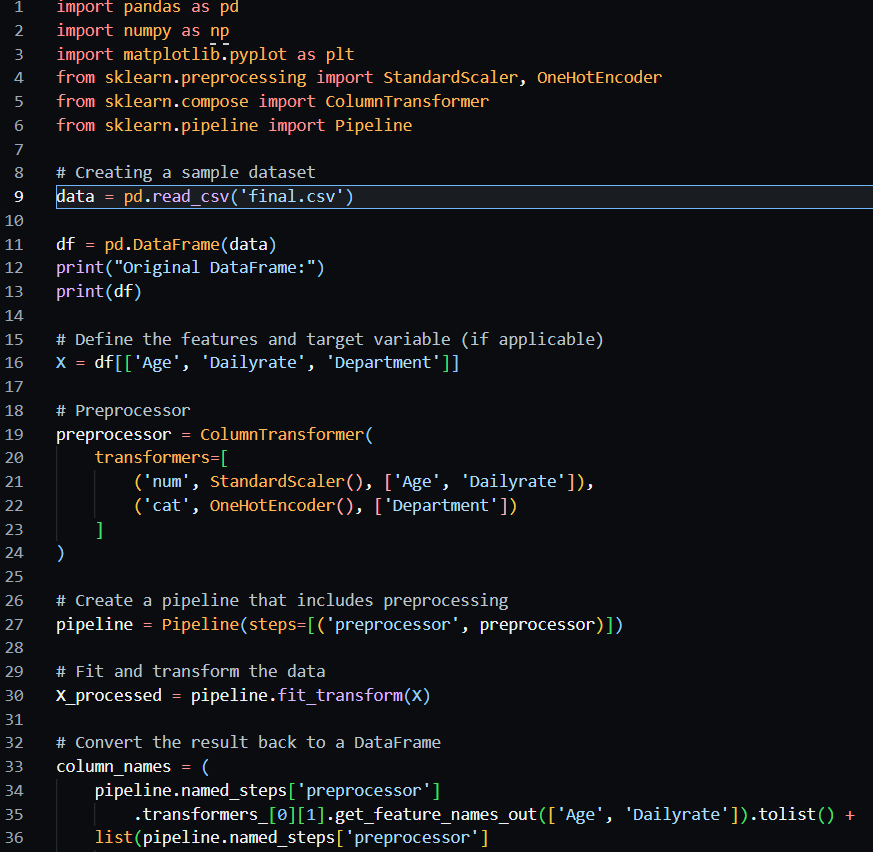 1 import pandas as pd
2 import numpy as np
3 import matplotlib.pyplot as plt
4 from sklearn.preprocessing import StandardScaler, OneHotEncoder
5 from sklearn.compose import ColumnTransformer
6 from sklearn.pipeline import Pipeline
7
8 # Creating a sample dataset
9 data = pd.read_csv('final.csv')
10
11 df = pd.DataFrame(data)
12 print("Original DataFrame:")
13 print(df)
14
15 # Define the features and target variable (if applicable)
16 X = df[['Age', 'Dailyrate', 'Department']]
17
18 # Preprocessor
19 preprocessor = ColumnTransformer(
20     transformers=[
21         ('num', StandardScaler(), ['Age', 'Dailyrate']),
22         ('cat', OneHotEncoder(), ['Department'])
23     ]
24 )
25
26 # Create a pipeline that includes preprocessing
27 pipeline = Pipeline(steps=[('preprocessor', preprocessor)])
28
29 # Fit and transform the data
30 X_processed = pipeline.fit_transform(X)
31
32 # Convert the result back to a DataFrame
33 column_names = (
34     pipeline.named_steps['preprocessor']
35         .transformers_[0][1].get_feature_names_out(['Age', 'Dailyrate']).tolist() +
36     list(pipeline.named_steps['preprocessor']